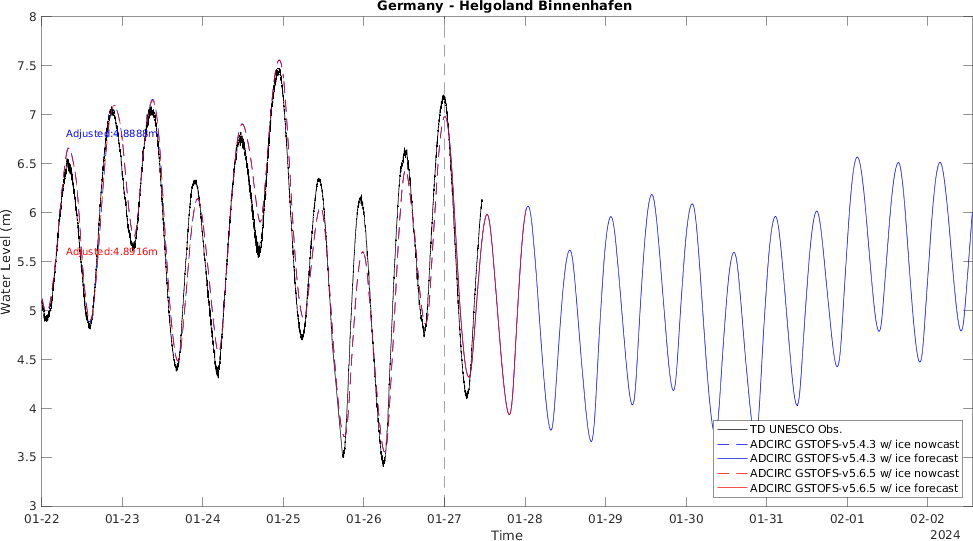 Germany - Helgoland Binnenhafen
8
7.5
7
6.5
6
5.5
5
4.5
4
3.5
3
Water Level (m)
Adjusted:4.8888m
Adjusted:4.8916m
TD UNESCO Obs.
ADCIRC GSTOFS-v5.4.3 w/ ice nowcast
ADCIRC GSTOFS-v5.4.3 w/ ice forecast
ADCIRC GSTOFS-v5.6.5 w/ ice nowcast
ADCIRC GSTOFS-v5.6.5 w/ ice forecast
01-22 01-23 01-24 01-25 01-26 01-27 01-28 01-29 01-30 01-31 02-01 02-02
Time
2024